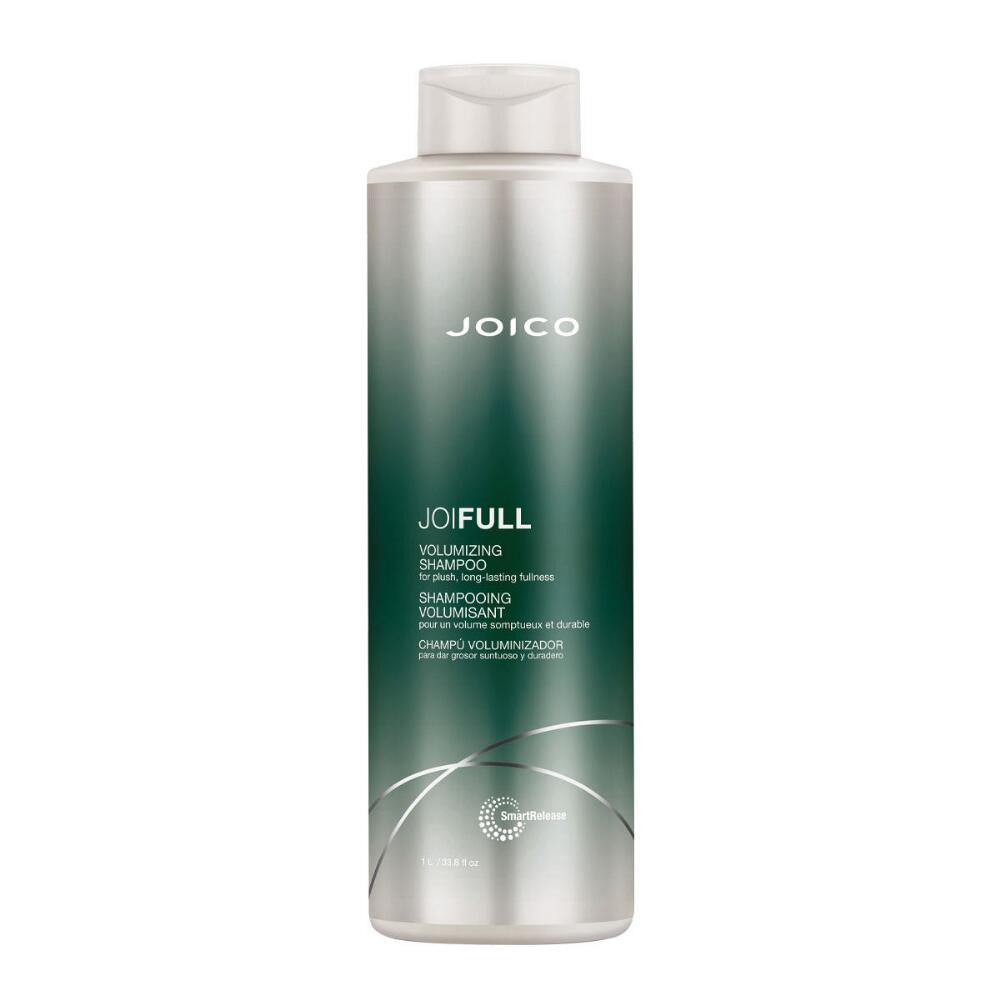 JOICO
JOIFULL
VOLUMIZING
SHAMPOO
for plush, long-lasting fullness
SHAMPOOING
VOLUMISANT
pour un volume somptueux et durable
CHAMPÚ VOLUMINIZADOR
para dar grosor suntuoso y duradero
SmartRelease
1 L / 33.8 fl oz